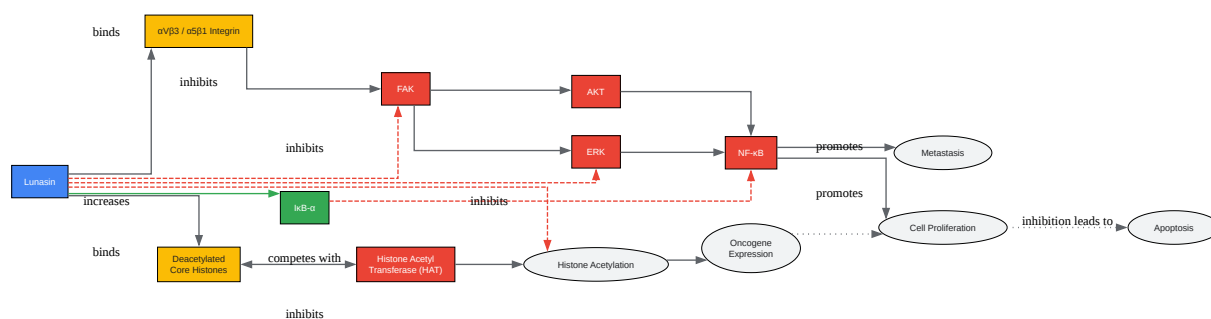 αVβ3 / α5β1 Integrin
binds
inhibits
FAK
AKT
inhibits
ERK
NF-κB
promotes
Metastasis
Lunasin
increases
IκB-α
inhibits
promotes
Cell Proliferation
inhibition leads to
Apoptosis
binds
Deacetylated
Core Histones
competes with
Histone Acetyl
Transferase (HAT)
Histone Acetylation
Oncogene
Expression
inhibits